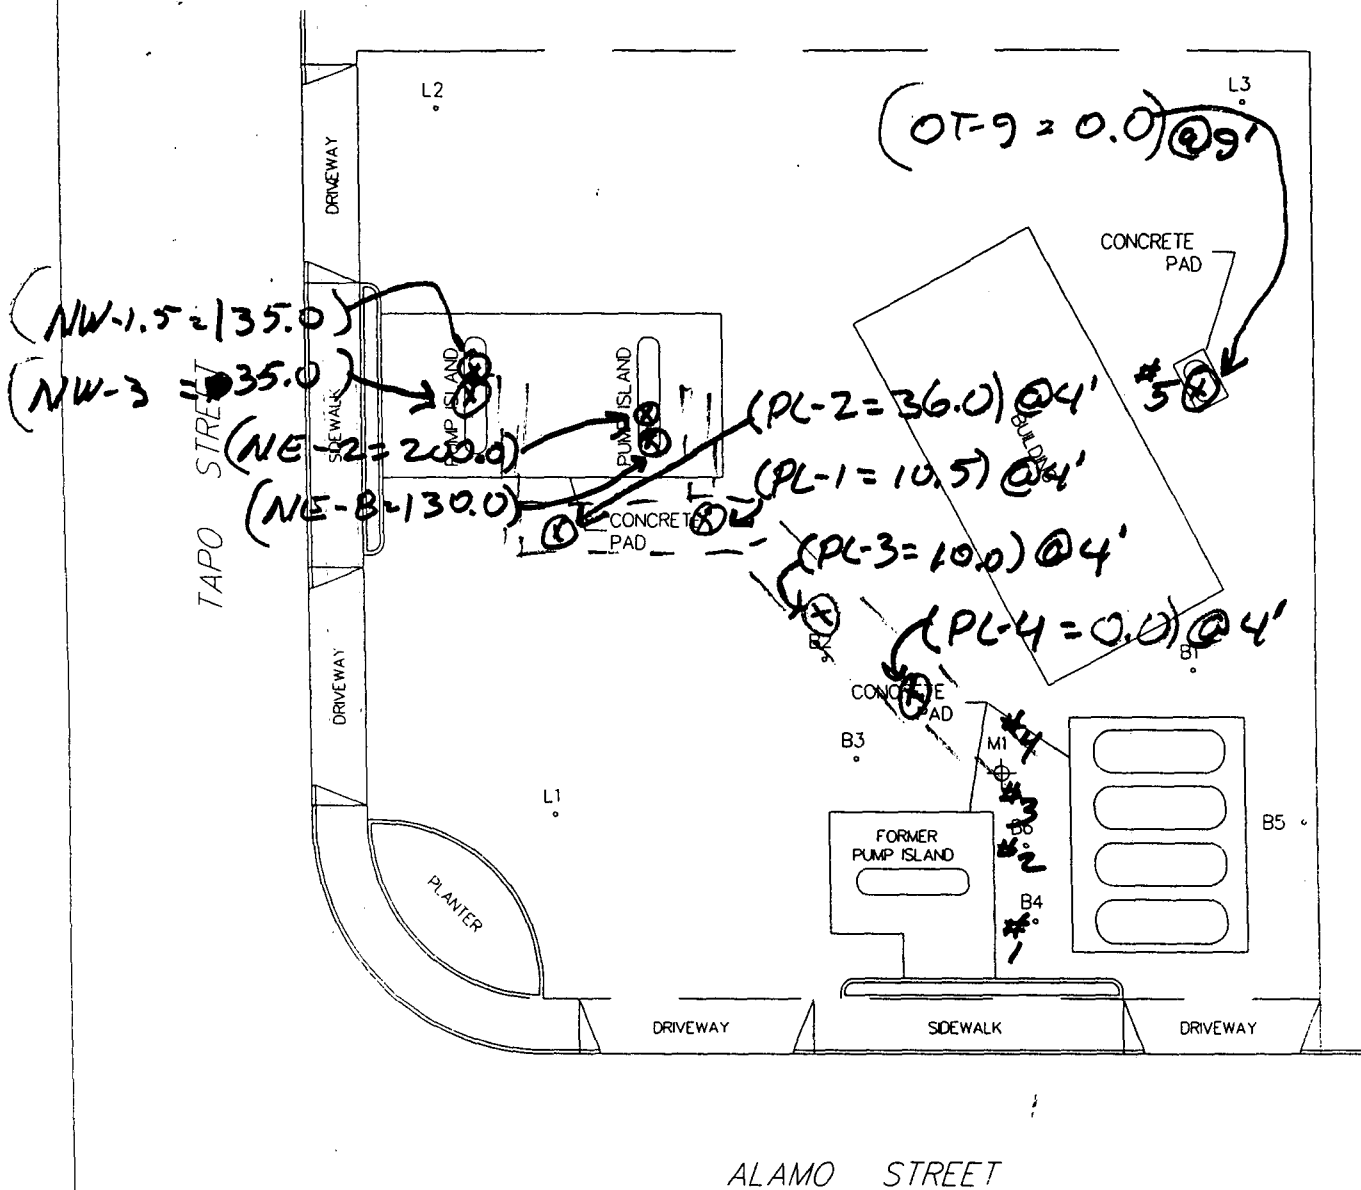 L2
L3
(OT-9 = 0.0) @ 9'
DRIVEWAY
CONCRETE
PAD
(NW-1.5 = 135.0)
(NW-3 = 35.0)
PUMP ISLAND
PUMP ISLAND
#5
(PL-2 = 36.0) @ 4'
TAPO STREET
SIDEWALK
BUILDING
(NE-2 = 200.0)
(PL-1 = 10.5) @ 4'
(NE-8 = 130.0)
CONCRETE
PAD
(PL-3 = 10.0) @ 4'
(PL-4 = 0.0) @ 4'
B2
B1
DRIVEWAY
CONCRETE
PAD
#4
B3
M1
#3
L1
B6
B5
FORMER
PUMP ISLAND
#2
PLANTER
B4
#1
DRIVEWAY
SIDEWALK
DRIVEWAY
ALAMO STREET